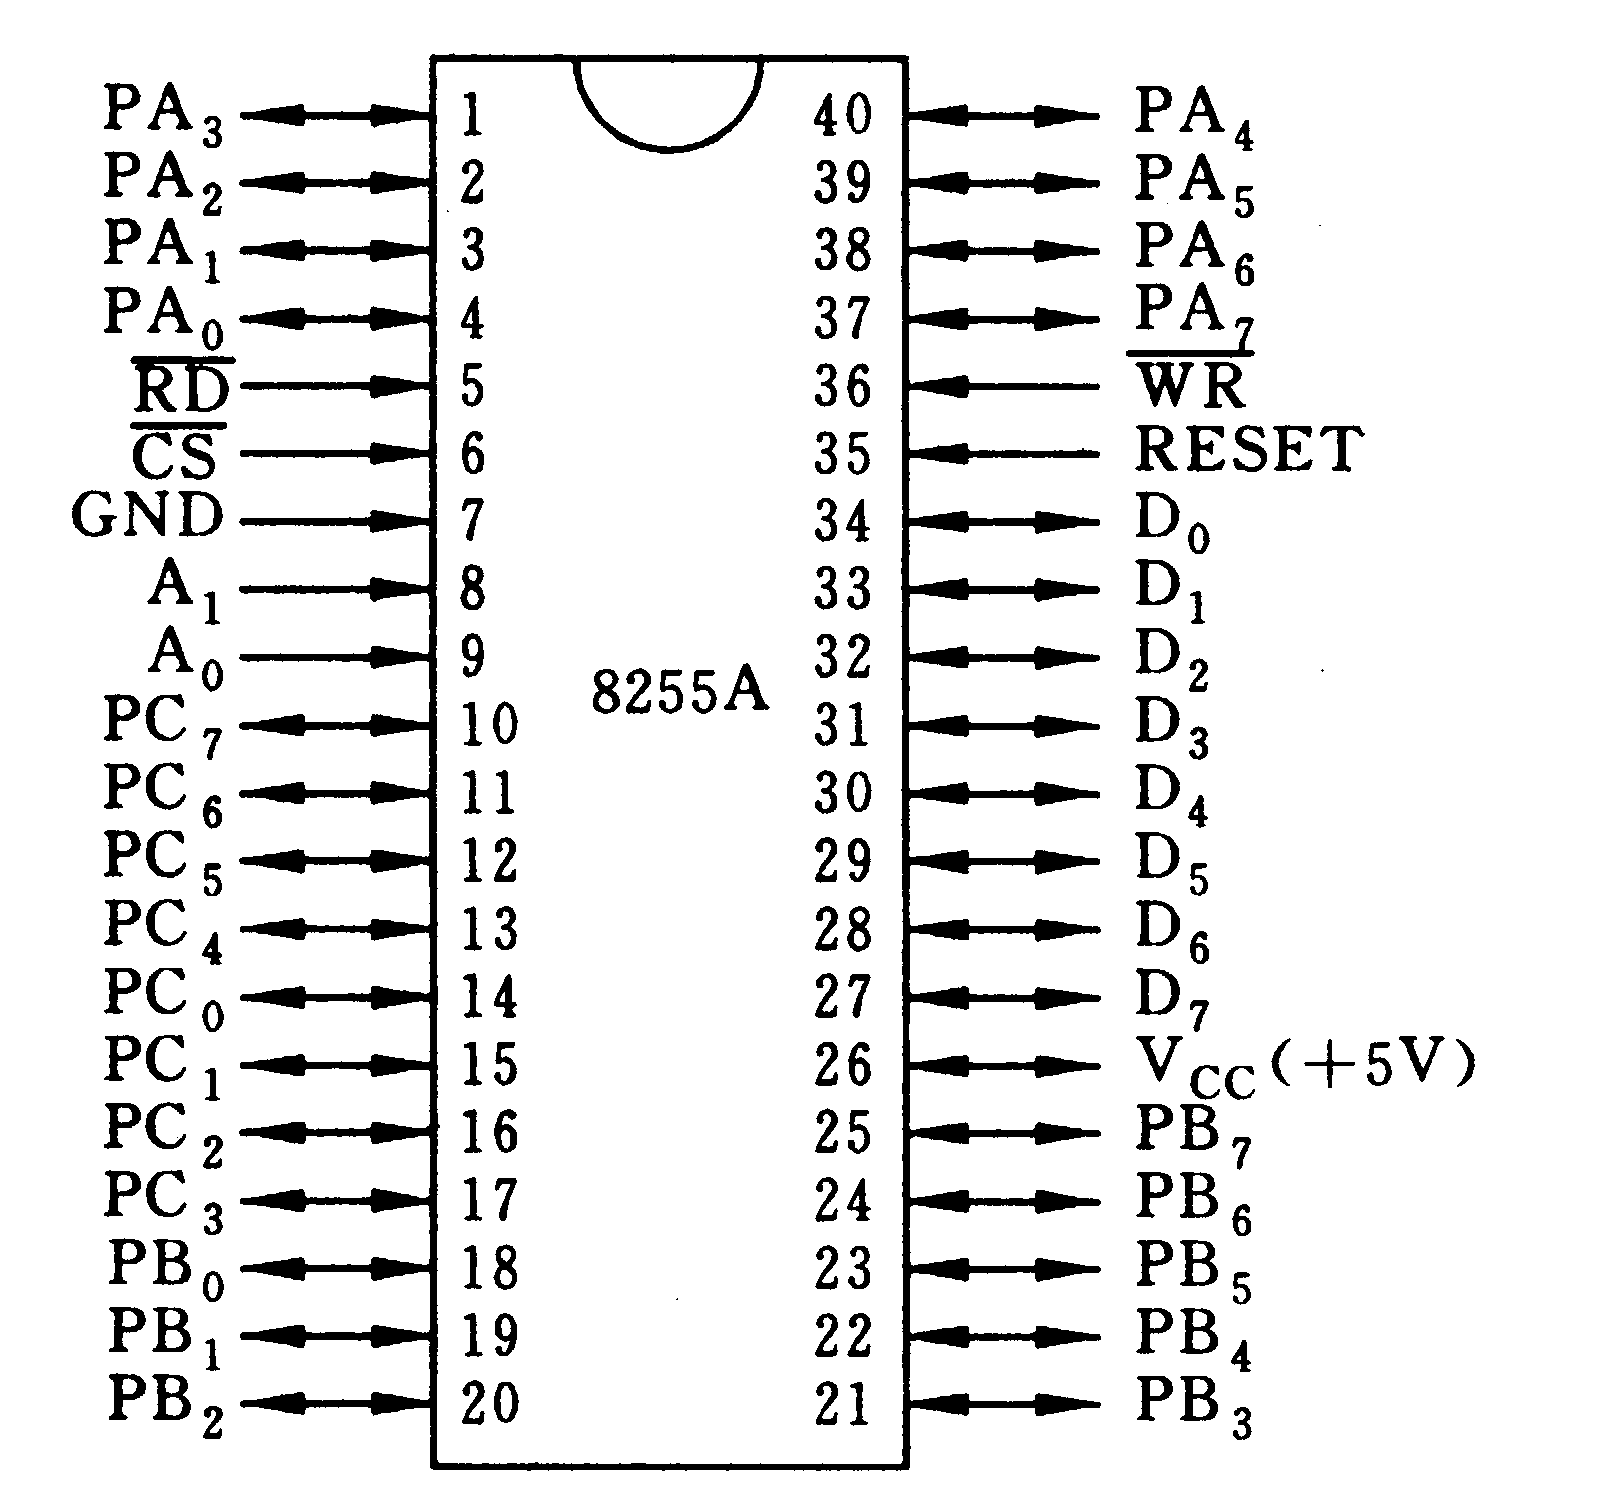 PA₃ 1 40 PA₄
PA₂ 2 39 PA₅
PA₁ 3 38 PA₆
PA₀ 4 37 PA₇
R̅D̅ 5 36 W̅R̅
C̅S̅ 6 35 RESET
GND 7 34 D₀
A₁ 8 33 D₁
A₀ 9 32 D₂
8255A
PC₇ 10 31 D₃
PC₆ 11 30 D₄
PC₅ 12 29 D₅
PC₄ 13 28 D₆
PC₀ 14 27 D₇
PC₁ 15 26 V_CC(+5V)
PC₂ 16 25 PB₇
PC₃ 17 24 PB₆
PB₀ 18 23 PB₅
PB₁ 19 22 PB₄
PB₂ 20 21 PB₃